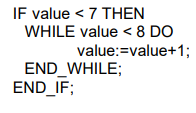 IF value < 7 THEN
WHILE value < 8 DO
value:=value+1;
END_WHILE;
END_IF;